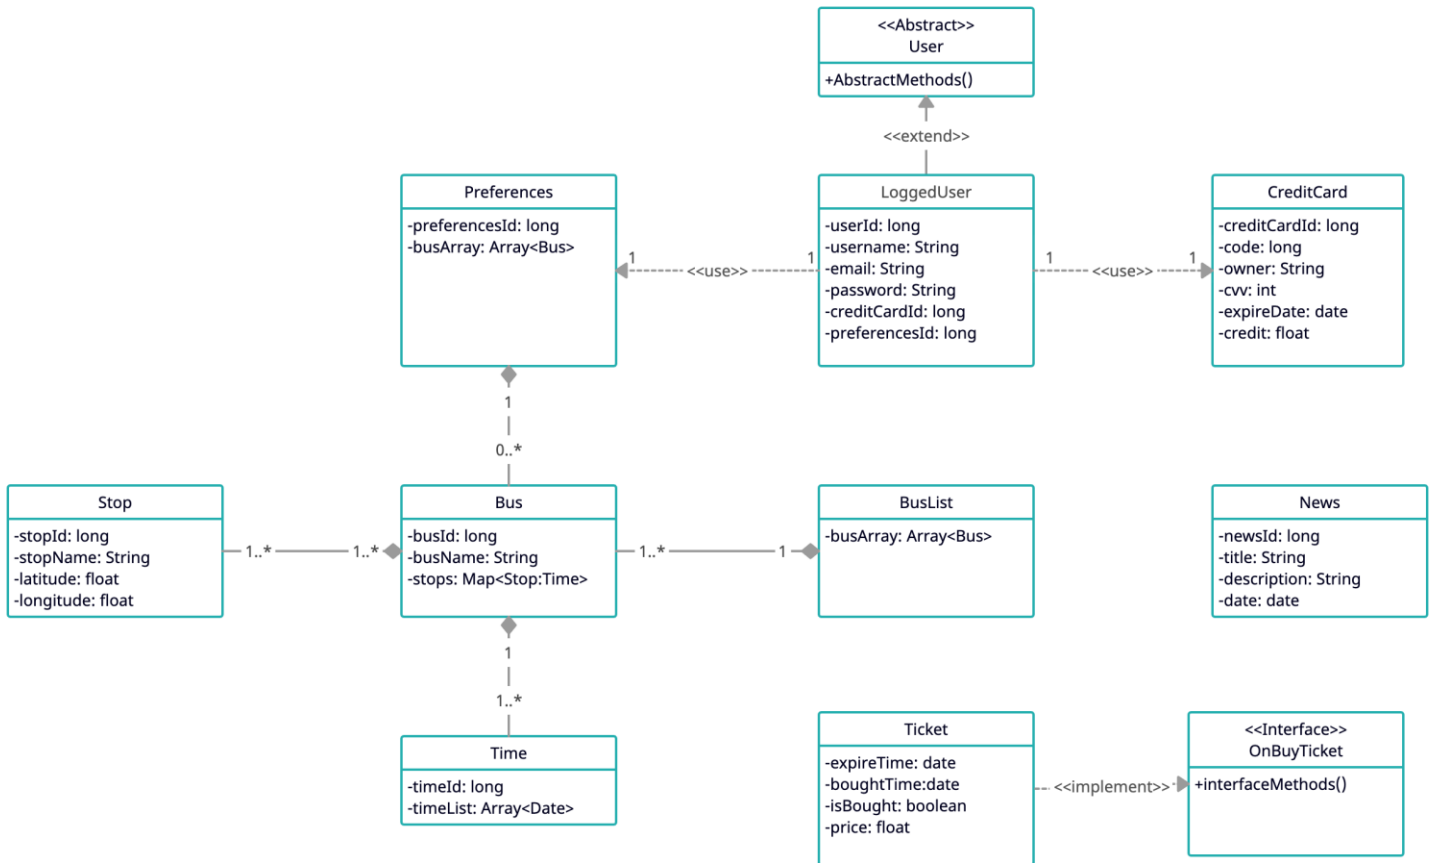 <<Abstract>>
User
+AbstractMethods()
<<extend>>
Preferences
-preferencesId: long
-busArray: Array<Bus>
1
<<use>>
1
LoggedUser
-userId: long
-username: String
-email: String
-password: String
-creditCardId: long
-preferencesId: long
1
<<use>>
1
CreditCard
-creditCardId: long
-code: long
-owner: String
-cvv: int
-expireDate: date
-credit: float
1
0..*
Stop
-stopId: long
-stopName: String
-latitude: float
-longitude: float
1..*
1..*
Bus
-busId: long
-busName: String
-stops: Map<Stop:Time>
1..*
1
BusList
-busArray: Array<Bus>
News
-newsId: long
-title: String
-description: String
-date: date
1
1..*
Time
-timeId: long
-timeList: Array<Date>
Ticket
-expireTime: date
-boughtTime:date
-isBought: boolean
-price: float
<<implement>>
<<Interface>>
OnBuyTicket
+interfaceMethods()